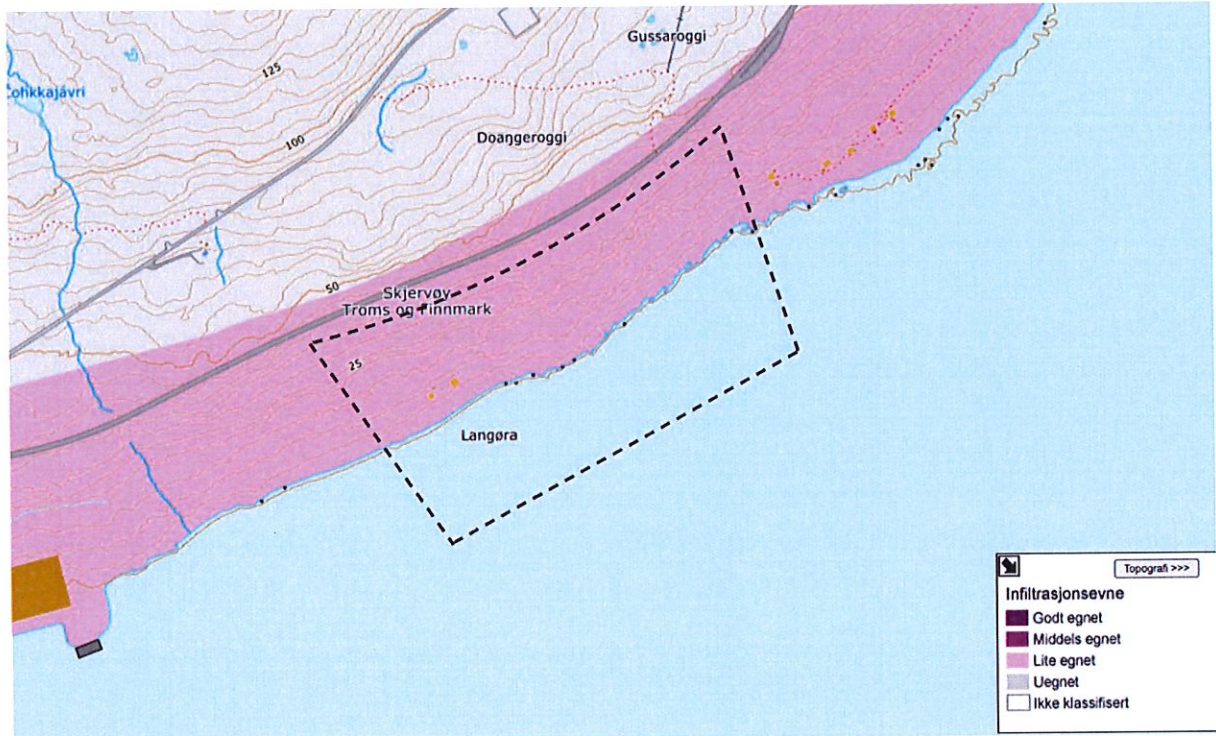 Gussaroggi
125
Čohkkajávri
Doaŋgeroggi
100
50
Skjervøy
Troms og Finnmark
25
Langøra
Topografi >>>
Infiltrasjonsevne
Godt egnet
Middels egnet
Lite egnet
Uegnet
Ikke klassifisert